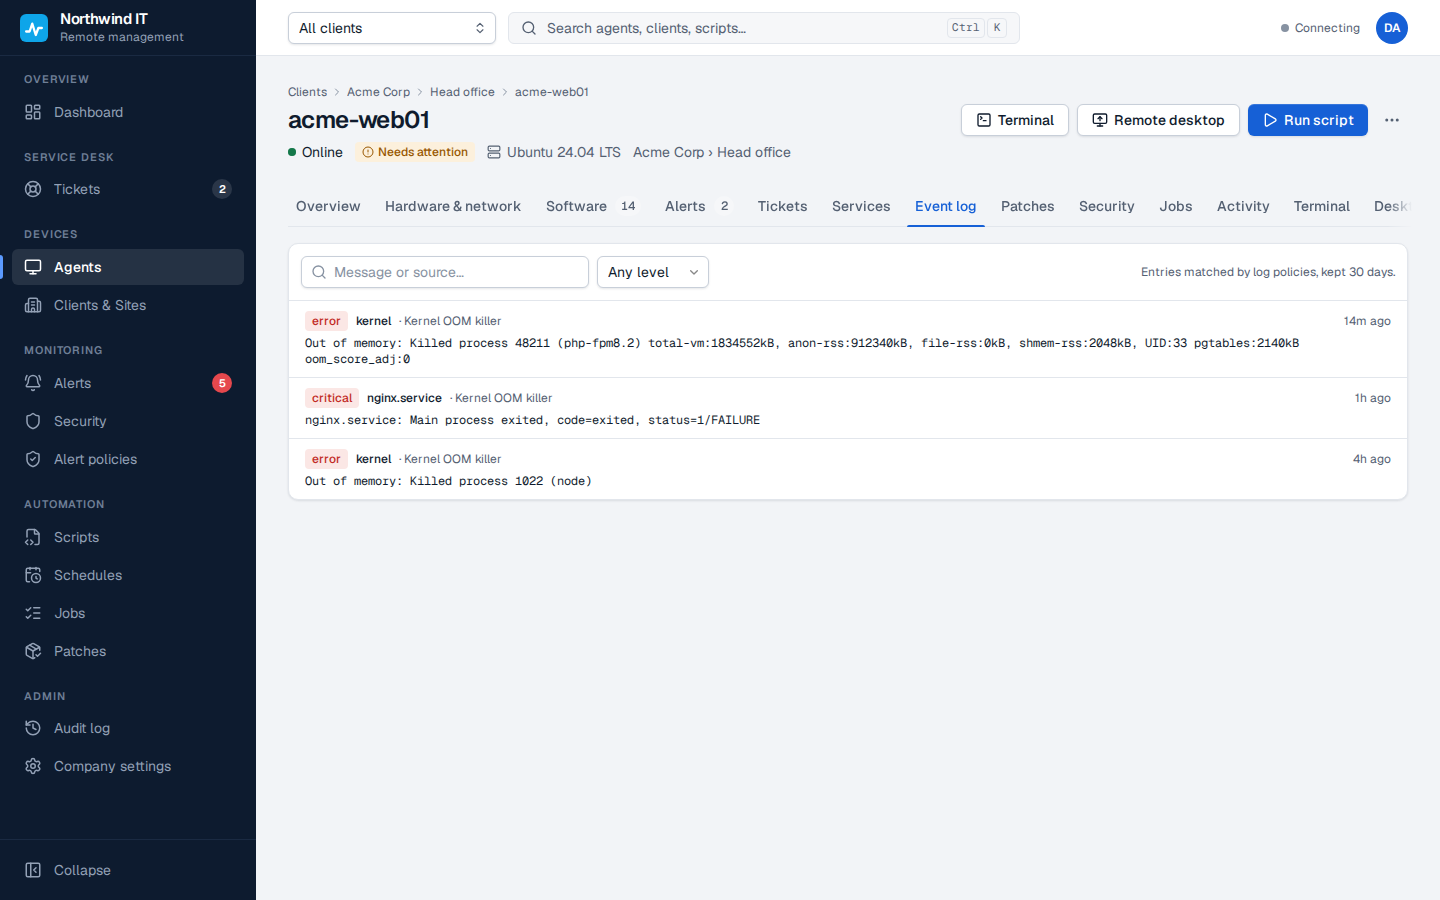 Northwind IT
Remote management
OVERVIEW
Dashboard
SERVICE DESK
Tickets 2
DEVICES
Agents
Clients & Sites
MONITORING
Alerts 5
Security
Alert policies
AUTOMATION
Scripts
Schedules
Jobs
Patches
ADMIN
Audit log
Company settings
Collapse
All clients
Search agents, clients, scripts... Ctrl K
Connecting DA
Clients > Acme Corp > Head office > acme-web01
acme-web01
Terminal Remote desktop Run script
Online Needs attention Ubuntu 24.04 LTS Acme Corp › Head office
Overview Hardware & network Software 14 Alerts 2 Tickets Services Event log Patches Security Jobs Activity Terminal Desk
Message or source... Any level Entries matched by log policies, kept 30 days.
error kernel · Kernel OOM killer 14m ago
Out of memory: Killed process 48211 (php-fpm8.2) total-vm:1834552kB, anon-rss:912340kB, file-rss:0kB, shmem-rss:2048kB, UID:33 pgtables:2140kB
oom_score_adj:0
critical nginx.service · Kernel OOM killer 1h ago
nginx.service: Main process exited, code=exited, status=1/FAILURE
error kernel · Kernel OOM killer 4h ago
Out of memory: Killed process 1022 (node)